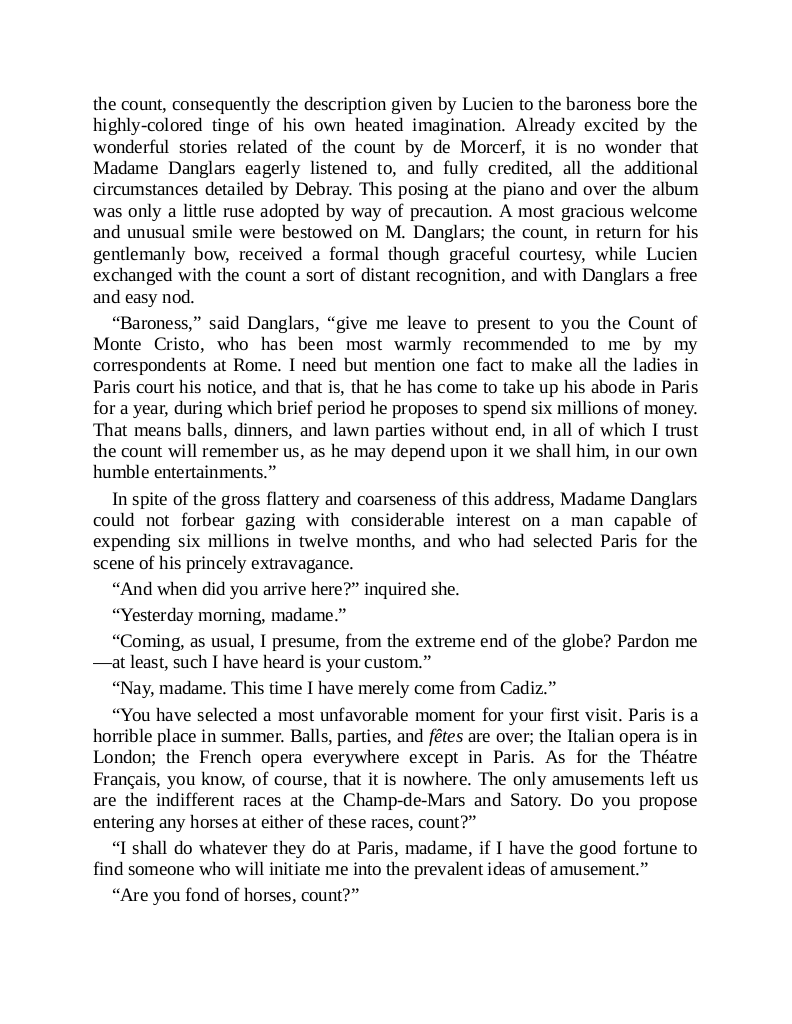 the count, consequently the description given by Lucien to the baroness bore the
highly-colored tinge of his own heated imagination. Already excited by the
wonderful stories related of the count by de Morcerf, it is no wonder that
Madame Danglars eagerly listened to, and fully credited, all the additional
circumstances detailed by Debray. This posing at the piano and over the album
was only a little ruse adopted by way of precaution. A most gracious welcome
and unusual smile were bestowed on M. Danglars; the count, in return for his
gentlemanly bow, received a formal though graceful courtesy, while Lucien
exchanged with the count a sort of distant recognition, and with Danglars a free
and easy nod.
“Baroness,” said Danglars, “give me leave to present to you the Count of
Monte Cristo, who has been most warmly recommended to me by my
correspondents at Rome. I need but mention one fact to make all the ladies in
Paris court his notice, and that is, that he has come to take up his abode in Paris
for a year, during which brief period he proposes to spend six millions of money.
That means balls, dinners, and lawn parties without end, in all of which I trust
the count will remember us, as he may depend upon it we shall him, in our own
humble entertainments.”
In spite of the gross flattery and coarseness of this address, Madame Danglars
could not forbear gazing with considerable interest on a man capable of
expending six millions in twelve months, and who had selected Paris for the
scene of his princely extravagance.
“And when did you arrive here?” inquired she.
“Yesterday morning, madame.”
“Coming, as usual, I presume, from the extreme end of the globe? Pardon me
—at least, such I have heard is your custom.”
“Nay, madame. This time I have merely come from Cadiz.”
“You have selected a most unfavorable moment for your first visit. Paris is a
horrible place in summer. Balls, parties, and fêtes are over; the Italian opera is in
London; the French opera everywhere except in Paris. As for the Théatre
Français, you know, of course, that it is nowhere. The only amusements left us
are the indifferent races at the Champ-de-Mars and Satory. Do you propose
entering any horses at either of these races, count?”
“I shall do whatever they do at Paris, madame, if I have the good fortune to
find someone who will initiate me into the prevalent ideas of amusement.”
“Are you fond of horses, count?”